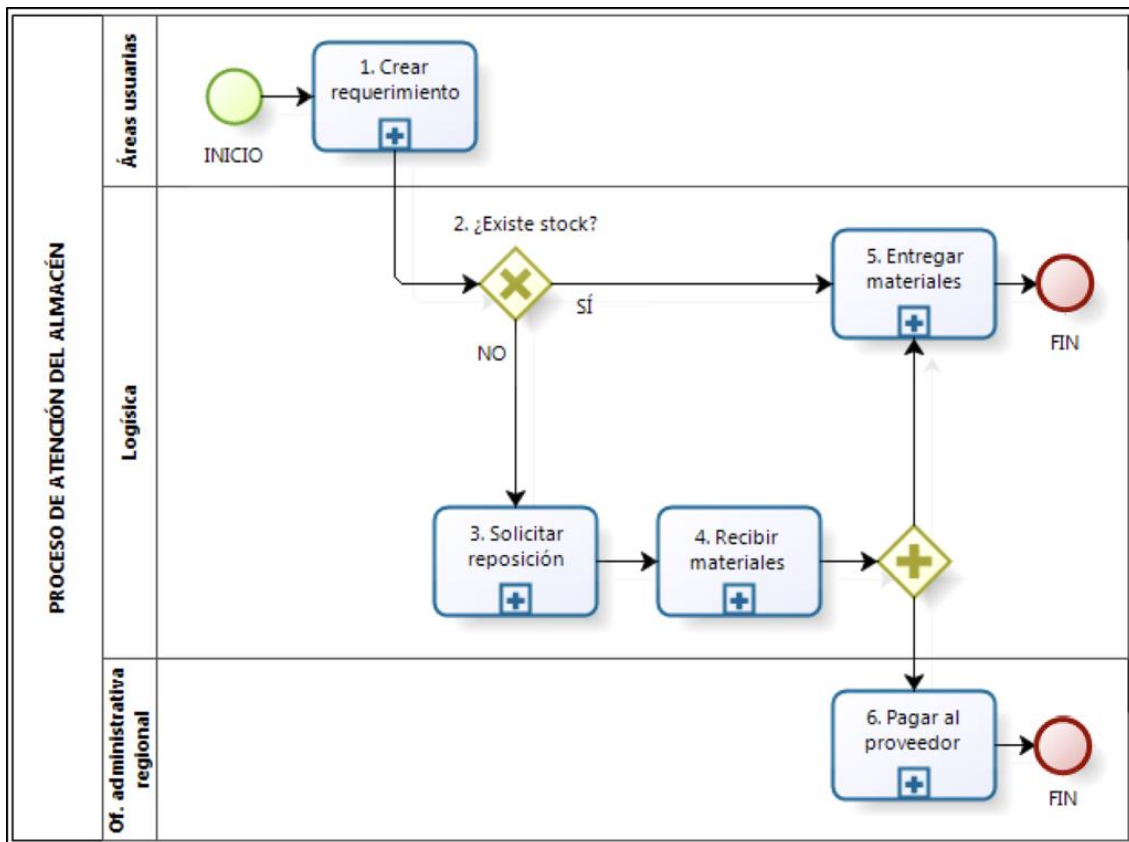 PROCESO DE ATENCIÓN DEL ALMACÉN
Áreas usuarias
INICIO
1. Crear
requerimiento
Logísica
2. ¿Existe stock?
SÍ
NO
5. Entregar
materiales
FIN
3. Solicitar
reposición
4. Recibir
materiales
Of. administrativa
regional
6. Pagar al
proveedor
FIN